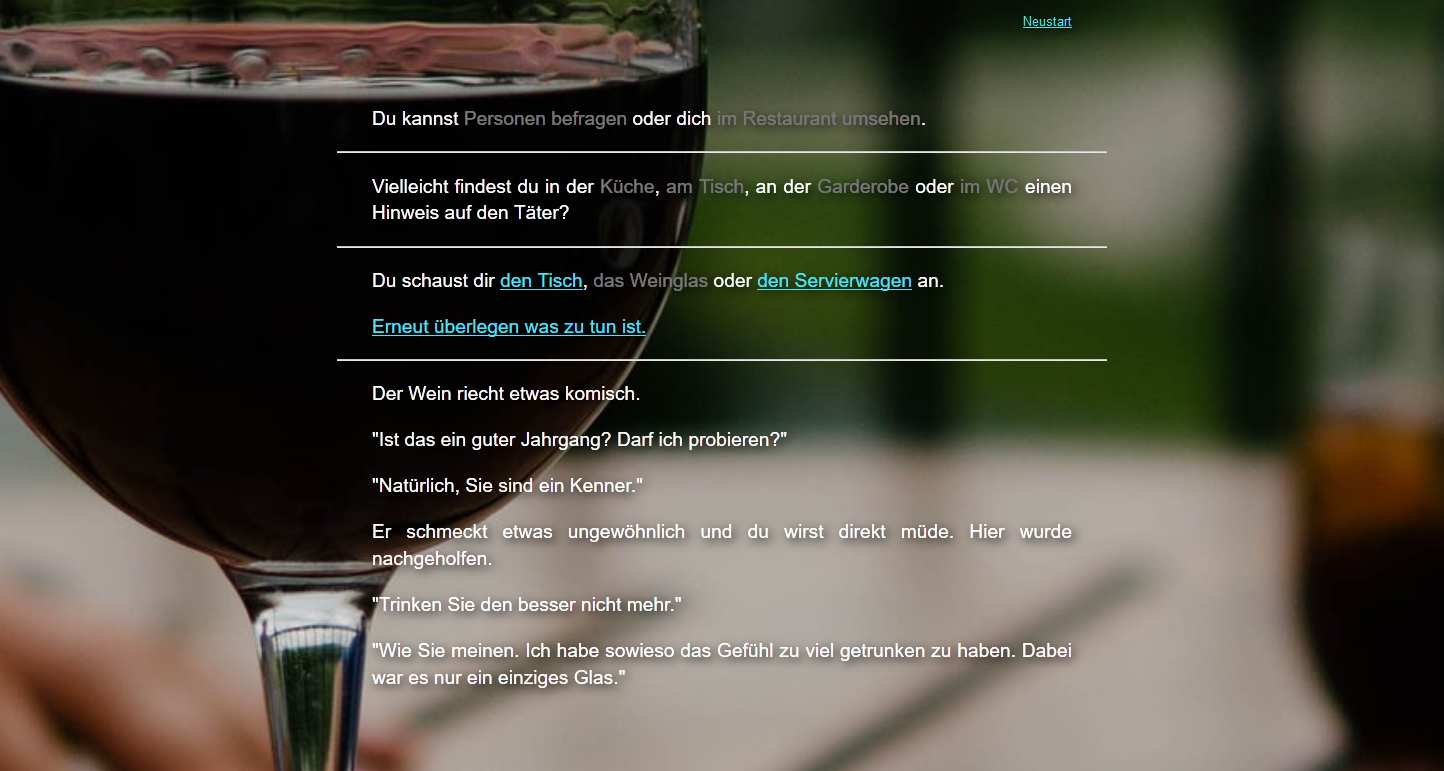 Neustart
Du kannst Personen befragen oder dich im Restaurant umsehen.
Vielleicht findest du in der Küche, am Tisch, an der Garderobe oder im WC einen
Hinweis auf den Täter?
Du schaust dir den Tisch, das Weinglas oder den Servierwagen an.
Erneut überlegen was zu tun ist.
Der Wein riecht etwas komisch.
"Ist das ein guter Jahrgang? Darf ich probieren?"
"Natürlich, Sie sind ein Kenner."
Er schmeckt etwas ungewöhnlich und du wirst direkt müde. Hier wurde
nachgeholfen.
"Trinken Sie den besser nicht mehr."
"Wie Sie meinen. Ich habe sowieso das Gefühl zu viel getrunken zu haben. Dabei
war es nur ein einziges Glas."